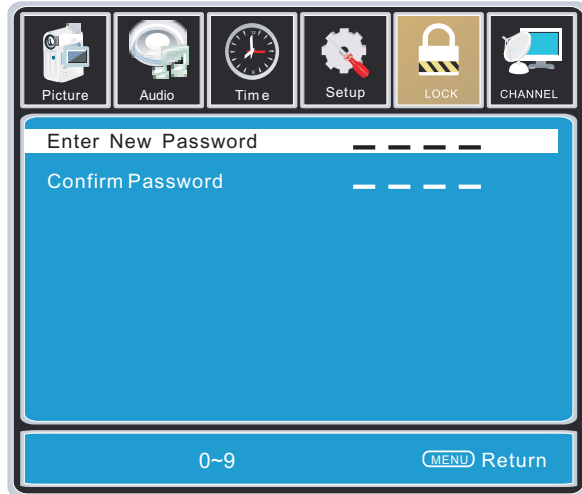 Picture Audio Time Setup LOCK CHANNEL
Enter New Password _ _ _ _
Confirm Password _ _ _ _
0~9 MENU Return